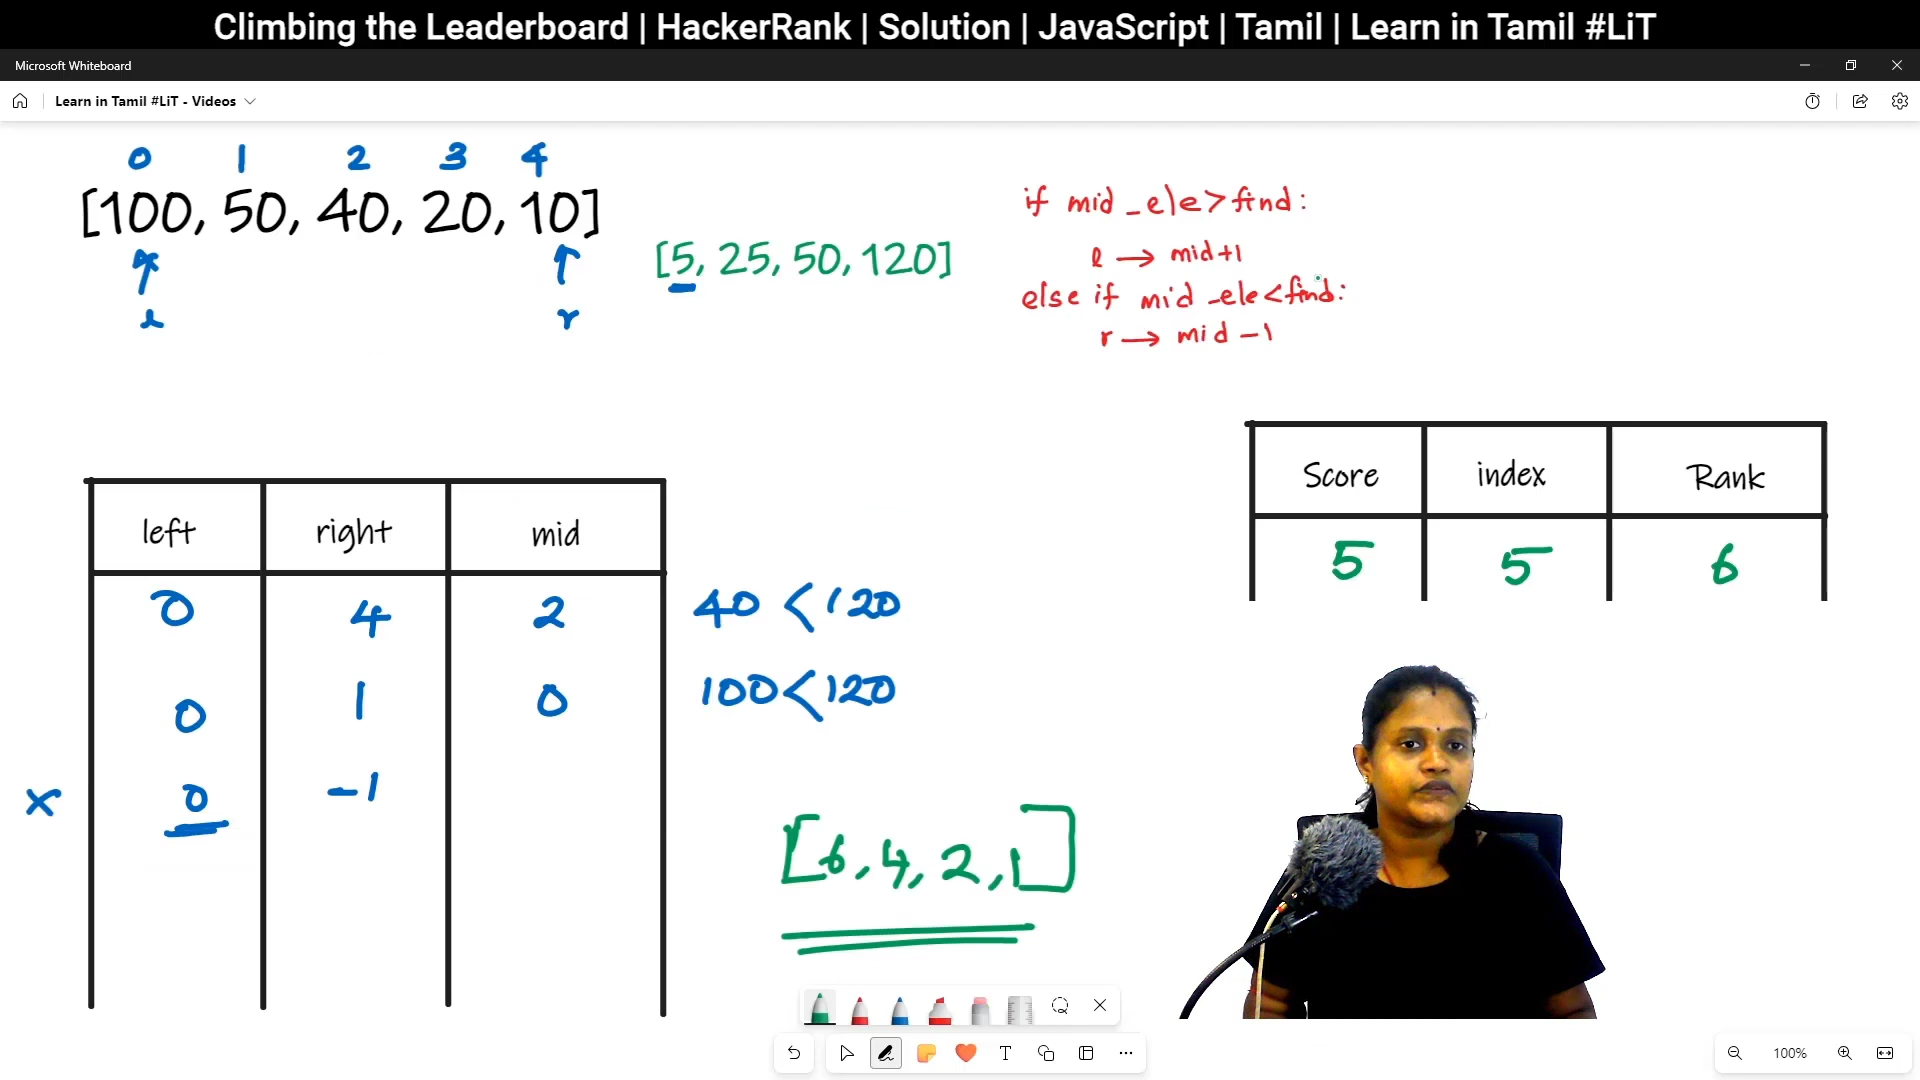 Climbing the Leaderboard | HackerRank | Solution | JavaScript | Tamil | Learn in Tamil #LiT
Microsoft Whiteboard
Learn in Tamil #LiT - Videos
0 1 2 3 4
[100, 50, 40, 20, 10]
l r
[5, 25, 50, 120]
if mid_ele>find:
l → mid+1
else if mid_ele<find:
r → mid-1
Score index Rank
5 5 6
left right mid
0 4 2 40 < 120
0 1 0 100 < 120
x 0 -1
[6, 4, 2, 1]
100%